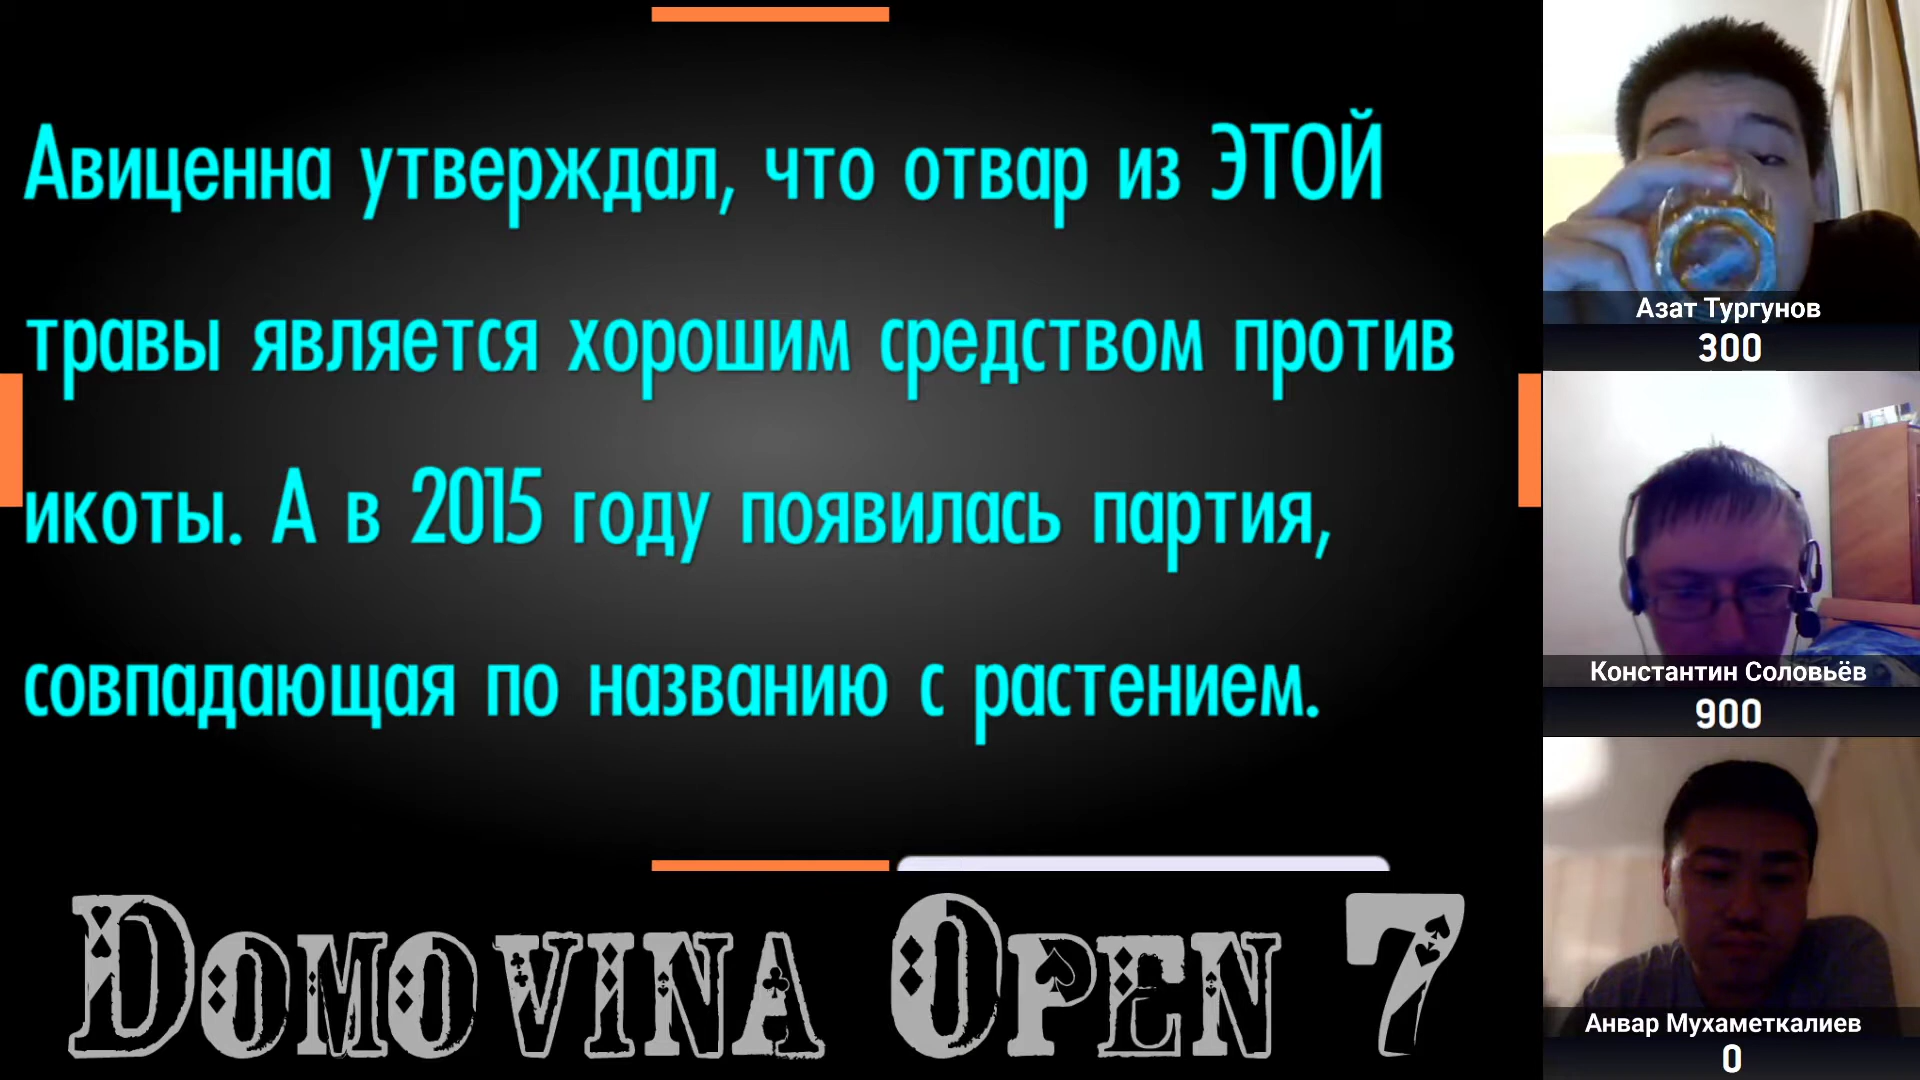 Авиценна утверждал, что отвар из ЭТОЙ
травы является хорошим средством против
икоты. А в 2015 году появилась партия,
совпадающая по названию с растением.
DOMOVINA OPEN 7
Азат Тургунов
300
Константин Соловьёв
900
Анвар Мухаметкалиев
0